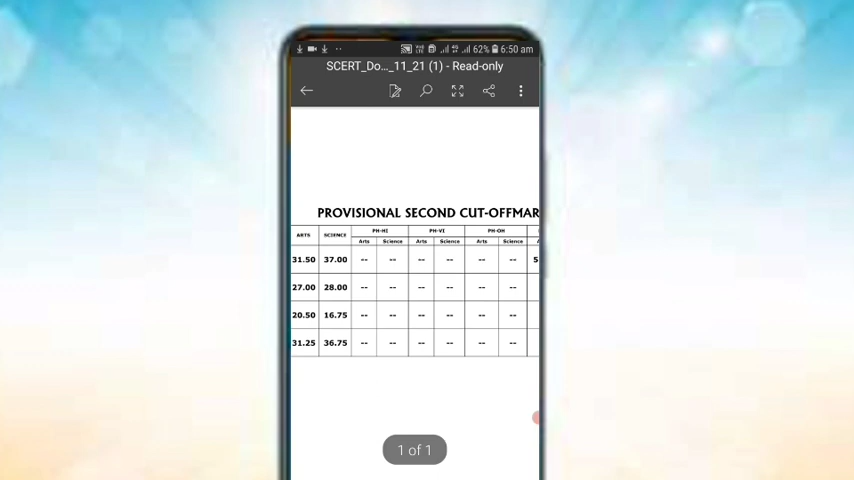 62% 6:50 am
SCERT_Do..._11_21 (1) - Read-only
PROVISIONAL SECOND CUT-OFFMAR
ARTS SCIENCE PH-HI PH-VI PH-OH
Arts Science Arts Science Arts Science
31.50 37.00 -- -- -- -- -- -- 5
27.00 28.00 -- -- -- -- -- --
20.50 16.75 -- -- -- -- -- --
31.25 36.75 -- -- -- -- -- --
1 of 1